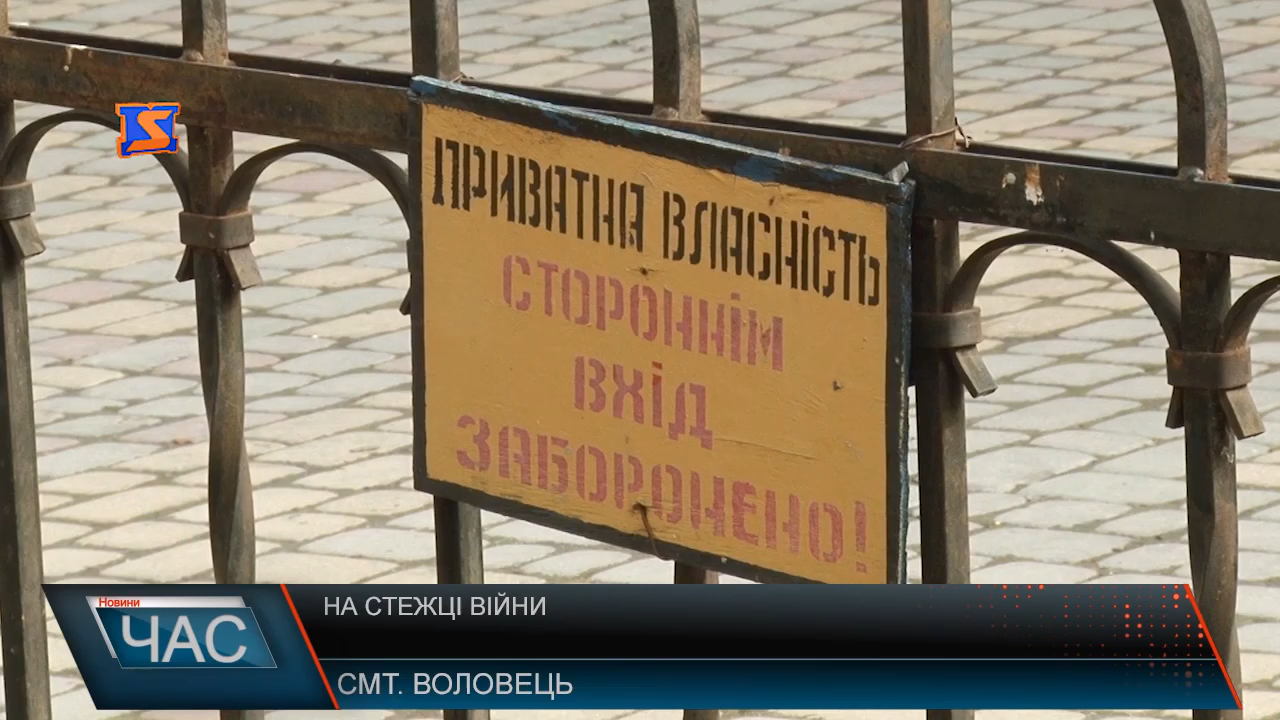 ПРИВАТНА ВЛАСНІСТЬ
СТОРОННІМ
ВХІД
ЗАБОРОНЕНО!
Новини
ЧАС
НА СТЕЖЦІ ВІЙНИ
СМТ. ВОЛОВЕЦЬ